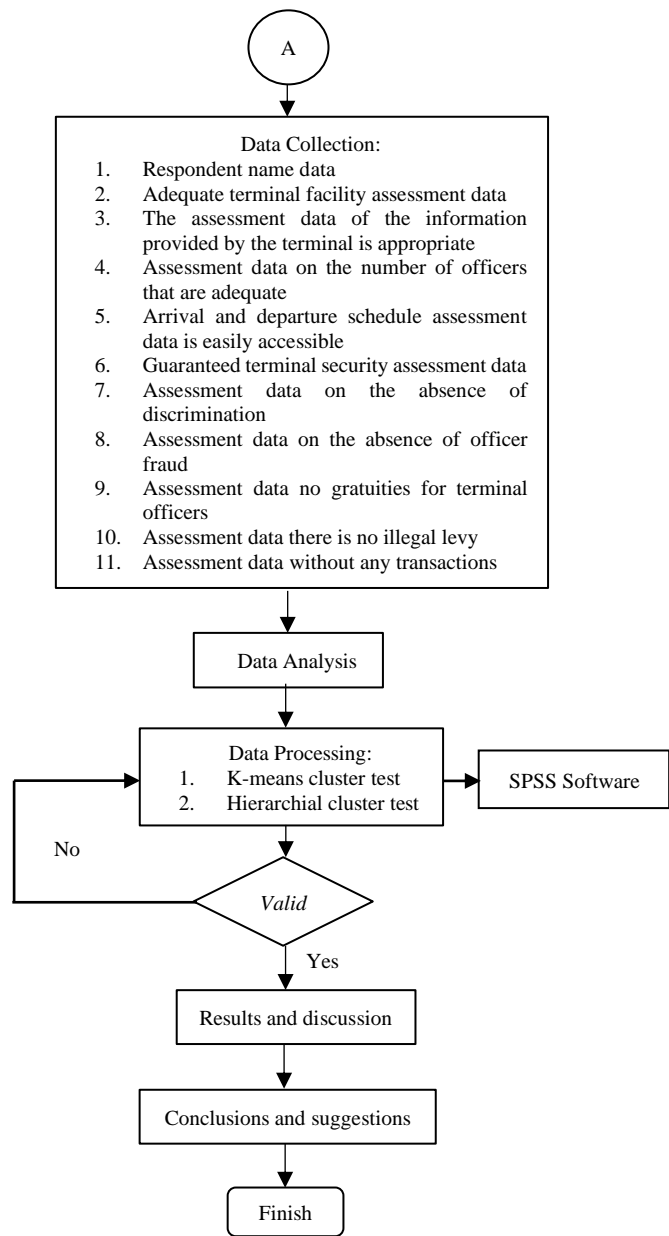 A
Data Collection:
1. Respondent name data
2. Adequate terminal facility assessment data
3. The assessment data of the information
provided by the terminal is appropriate
4. Assessment data on the number of officers
that are adequate
5. Arrival and departure schedule assessment
data is easily accessible
6. Guaranteed terminal security assessment data
7. Assessment data on the absence of
discrimination
8. Assessment data on the absence of officer
fraud
9. Assessment data no gratuities for terminal
officers
10. Assessment data there is no illegal levy
11. Assessment data without any transactions
Data Analysis
Data Processing:
1. K-means cluster test
2. Hierarchial cluster test
SPSS Software
No
Valid
Yes
Results and discussion
Conclusions and suggestions
Finish